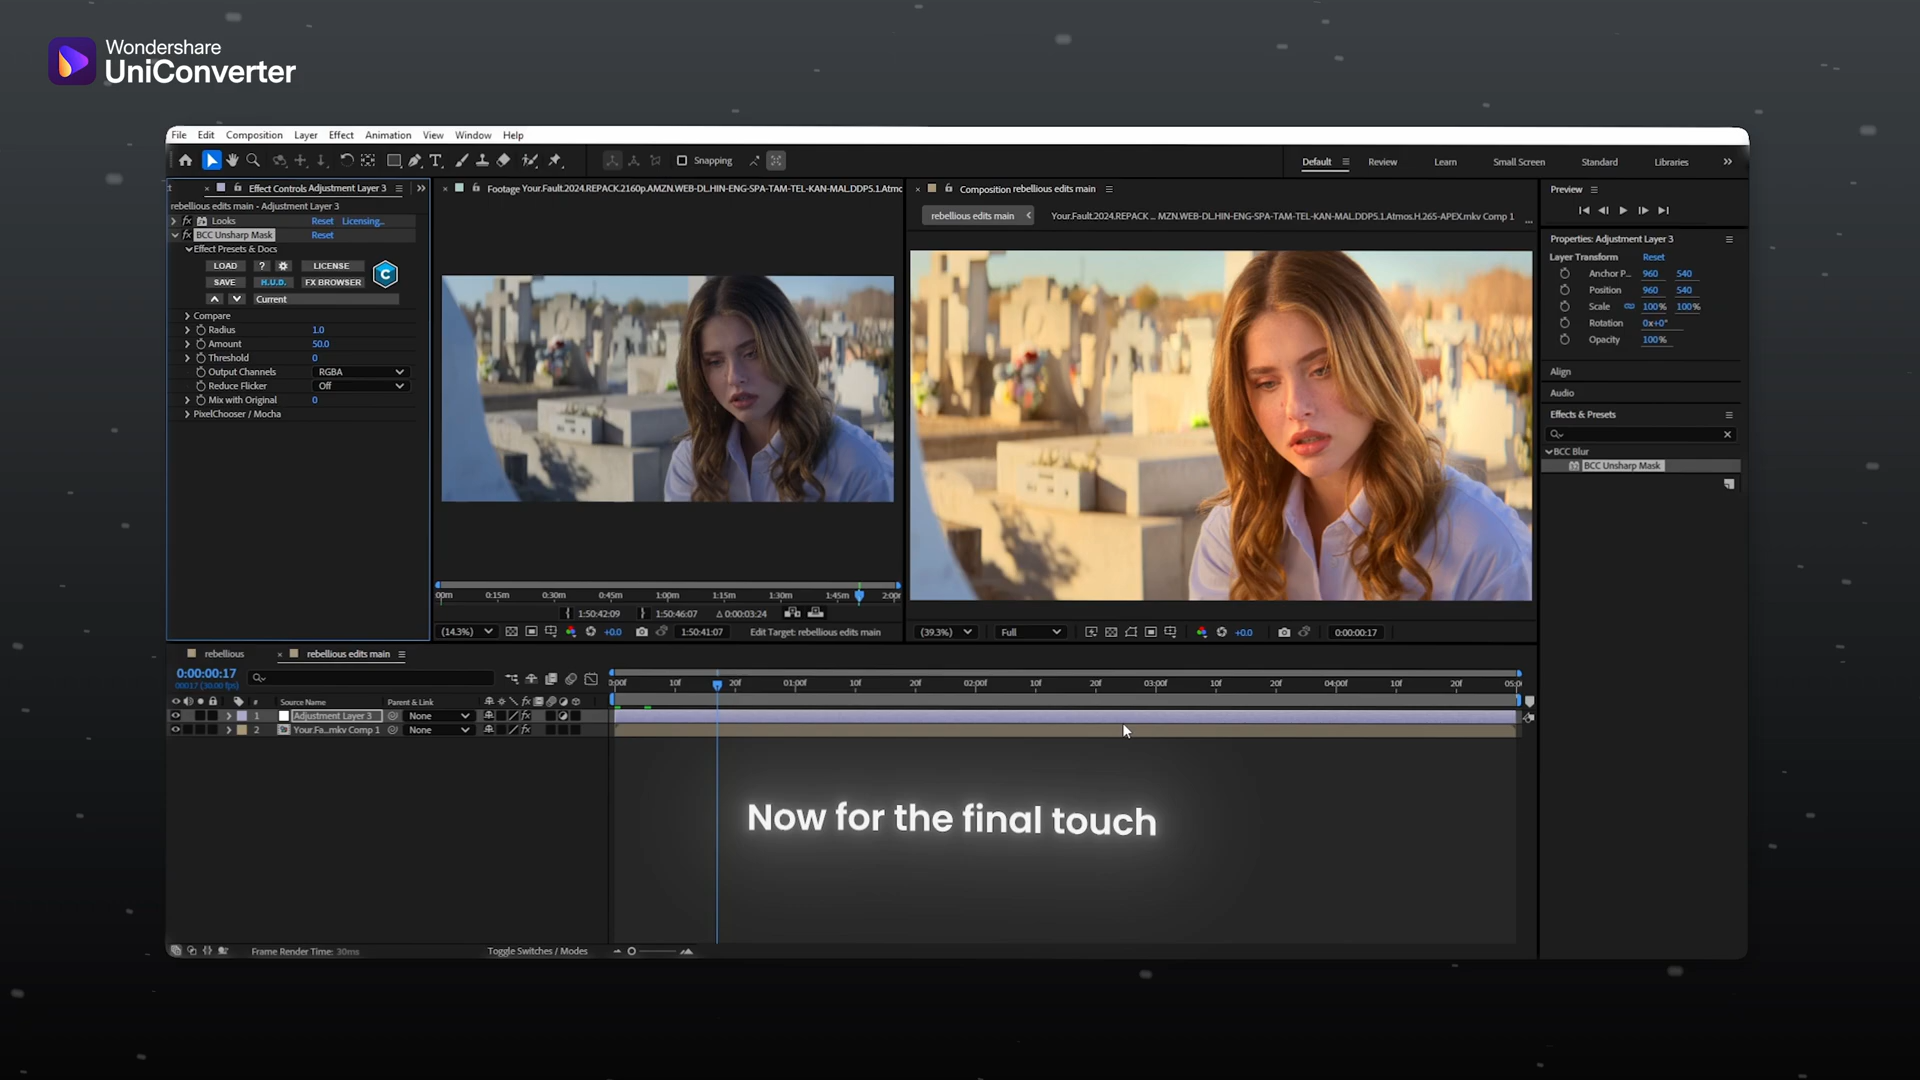 Wondershare
UniConverter
File Edit Composition Layer Effect Animation View Window Help
Snapping
Default Review Learn Small Screen Standard Libraries
Effect Controls Adjustment Layer 3
rebellious edits main - Adjustment Layer 3
fx Looks Reset Licensing...
fx BCC Unsharp Mask Reset
Effect Presets & Docs
LOAD ? LICENSE
SAVE H.U.D. FX BROWSER
Current
Compare
Radius 1.0
Amount 50.0
Threshold 0
Output Channels RGBA
Reduce Flicker Off
Mix with Original 0
PixelChooser / Mocha
Footage Your.Fault.2024.REPACK.2160p.AMZN.WEB-DL.HIN-ENG-SPA-TAM-TEL-KAN-MAL.DDP5.1.Atmo
00m 0:15m 0:30m 0:45m 1:00m 1:15m 1:30m 1:45m 2:00
1:50:42:09 1:50:46:07 Δ 0:00:03:24
(14.3%) +0.0 1:50:41:07 Edit Target: rebellious edits main
Composition rebellious edits main
rebellious edits main Your.Fault.2024.REPACK ... MZN.WEB-DL.HIN-ENG-SPA-TAM-TEL-KAN-MAL.DDP5.1.Atmos.H.265-APEX.mkv Comp 1 ...
(39.3%) Full +0.0 0:00:00:17
Preview
Properties: Adjustment Layer 3
Layer Transform Reset
Anchor P... 960 540
Position 960 540
Scale 100% 100%
Rotation 0x+0°
Opacity 100%
Align
Audio
Effects & Presets
BCC Blur
BCC Unsharp Mask
rebellious rebellious edits main
0:00:00:17
00017 (30.00 fps)
# Source Name Parent & Link fx
1 Adjustment Layer 3 None fx
2 Your.Fa...mkv Comp 1 None fx
0:00f 10f 20f 01:00f 10f 20f 02:00f 10f 20f 03:00f 10f 20f 04:00f 10f 20f 05:0
Now for the final touch
Frame Render Time: 30ms Toggle Switches / Modes